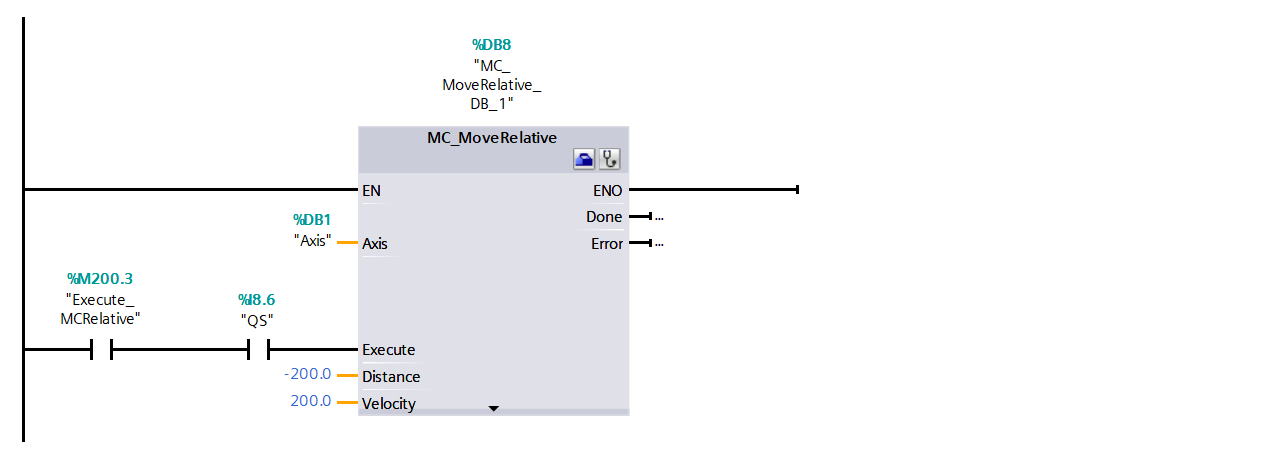 %DB8
"MC_
MoveRelative_
DB_1"
MC_MoveRelative
EN
ENO
Done
...
%DB1
"Axis"
Axis
Error
...
%M200.3
"Execute_
MCRelative"
%I8.6
"QS"
Execute
-200.0
Distance
200.0
Velocity